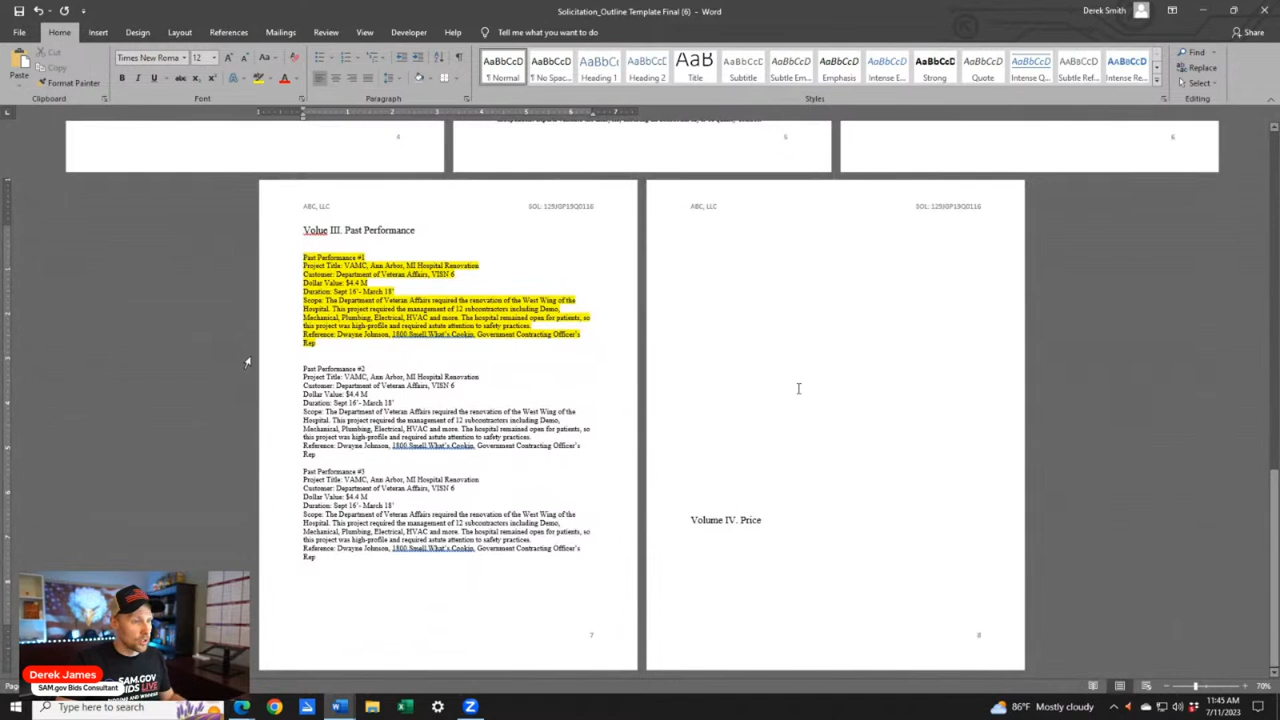 Solicitation_Outline Template Final (6) - Word
Derek Smith
File Home Insert Draw Design Layout References Mailings Review View Developer Help Tell me what you want to do
Share
Paste
Cut
Copy
Format Painter
Clipboard
Times New Roma 12
Font
Paragraph
AaBbCcD AaBbCcD AaBbC AaBbCcD AaB AaBbCcD AaBbCcD AaBbCcD AaBbCcD AaBbCcD AaBbCcD AaBbCcD AaBbCcD AaBbCcD
¶ Normal ¶ No Spac... Heading 1 Heading 2 Title Subtitle Subtle Em... Emphasis Intense E... Strong Quote Intense Q... Subtle Ref... Intense Re...
Styles
Find
Replace
Select
Editing
4
5
6
ABC, LLC SOL: 129JGP19Q0116
Volue III. Past Performance
Past Performance #1
Project Title: VAMC, Ann Arbor, MI Hospital Renovation
Customer: Department of Veteran Affairs, VISN 6
Dollar Value: $4.4 M
Duration: Sept 16'- March 18'
Scope: The Department of Veteran Affairs required the renovation of the West Wing of the
Hospital. This project required the management of 12 subcontractors including Demo,
Mechanical, Plumbing, Electrical, HVAC and more. The hospital remained open for patients, so
this project was high-profile and required astute attention to safety practices.
Reference: Dwayne Johnson, 1800.Smell.What's.Cookin, Government Contracting Officer's
Rep
Past Performance #2
Project Title: VAMC, Ann Arbor, MI Hospital Renovation
Customer: Department of Veteran Affairs, VISN 6
Dollar Value: $4.4 M
Duration: Sept 16'- March 18'
Scope: The Department of Veteran Affairs required the renovation of the West Wing of the
Hospital. This project required the management of 12 subcontractors including Demo,
Mechanical, Plumbing, Electrical, HVAC and more. The hospital remained open for patients, so
this project was high-profile and required astute attention to safety practices.
Reference: Dwayne Johnson, 1800.Smell.What's.Cookin, Government Contracting Officer's
Rep
Past Performance #3
Project Title: VAMC, Ann Arbor, MI Hospital Renovation
Customer: Department of Veteran Affairs, VISN 6
Dollar Value: $4.4 M
Duration: Sept 16'- March 18'
Scope: The Department of Veteran Affairs required the renovation of the West Wing of the
Hospital. This project required the management of 12 subcontractors including Demo,
Mechanical, Plumbing, Electrical, HVAC and more. The hospital remained open for patients, so
this project was high-profile and required astute attention to safety practices.
Reference: Dwayne Johnson, 1800.Smell.What's.Cookin, Government Contracting Officer's
Rep
7
ABC, LLC SOL: 129JGP19Q0116
Volume IV. Price
8
Derek James
SAM.gov Bids Consultant
SAM.GOV
BIDS LIVE
70%
Type here to search
86°F Mostly cloudy
11:45 AM
7/11/2023